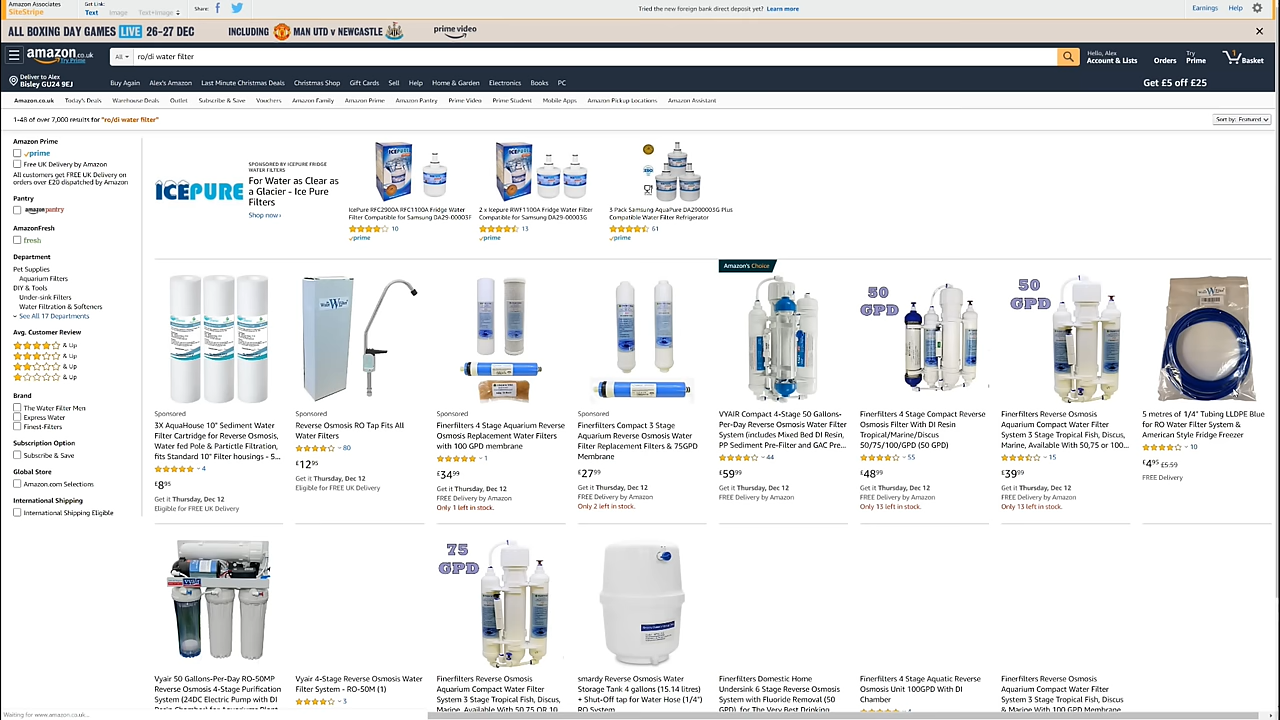 Amazon Associates
SiteStripe
Get Link:
Text
Image
Text+Image
Share:
Tried the new foreign bank direct deposit yet? Learn more
Earnings
Help
ALL BOXING DAY GAMES LIVE 26-27 DEC
INCLUDING MAN UTD v NEWCASTLE
prime video
amazon.co.uk
Try Prime
All
ro/di water filter
Hello, Alex
Account & Lists
Orders
Try
Prime
1
Basket
Deliver to Alex
Bisley GU24 9EJ
Buy Again
Alex's Amazon
Last Minute Christmas Deals
Christmas Shop
Gift Cards
Sell
Help
Home & Garden
Electronics
Books
PC
Get £5 off £25
Amazon.co.uk
Today's Deals
Warehouse Deals
Outlet
Subscribe & Save
Vouchers
Amazon Family
Amazon Prime
Amazon Pantry
Prime Video
Prime Student
Mobile Apps
Amazon Pickup Locations
Amazon Assistant
1-48 of over 7,000 results for "ro/di water filter"
Sort by: Featured
Amazon Prime
prime
Free UK Delivery by Amazon
All customers get FREE UK Delivery on
orders over £20 dispatched by Amazon
Pantry
amazonpantry
AmazonFresh
fresh
Department
Pet Supplies
Aquarium Filters
DIY & Tools
Under-sink Filters
Water Filtration & Softeners
See All 17 Departments
Avg. Customer Review
& Up
& Up
& Up
& Up
Brand
The Water Filter Men
Express Water
Finest-Filters
Subscription Option
Subscribe & Save
Global Store
Amazon.com Selections
International Shipping
International Shipping Eligible
ICEPURE
SPONSORED BY ICEPURE FRIDGE
WATER FILTERS
For Water as Clear as
a Glacier - Ice Pure
Filters
Shop now
ICEPURE
IcePure RFC2900A RFC1100A Fridge Water
Filter Compatible for Samsung DA29-00003F
10
prime
ICEPURE
2 x Icepure RWF1100A Fridge Water Filter
Compatible for Samsung DA29-00003G
13
prime
3 Pack Samsung AquaPure DA2900003G Plus
Compatible Water Filter Refrigerator
61
prime
Sponsored
3X AquaHouse 10" Sediment Water
Filter Cartridge for Reverse Osmosis,
Water fed Pole & Particle Filtration,
fits Standard 10" Filter housings - 5...
4
£8.95
Get it Thursday, Dec 12
Eligible for FREE UK Delivery
Sponsored
Reverse Osmosis RO Tap Fits All
Water Filters
80
£12.95
Get it Thursday, Dec 12
Eligible for FREE UK Delivery
Sponsored
Finerfilters 4 Stage Aquarium Reverse
Osmosis Replacement Water Filters
with 100 GPD membrane
1
£34.99
Get it Thursday, Dec 12
FREE Delivery by Amazon
Only 1 left in stock.
Sponsored
Finerfilters Compact 3 Stage
Aquarium Reverse Osmosis Water
Replacement Filters & 75GPD
Membrane
£27.99
Get it Thursday, Dec 12
FREE Delivery by Amazon
Only 2 left in stock.
Amazon's Choice
VYAIR Compact 4-Stage 50 Gallons-
Per-Day Reverse Osmosis Water Filter
System (includes Mixed Bed DI Resin,
PP Sediment Pre-Filter and GAC Pre...
44
£59.99
Get it Thursday, Dec 12
FREE Delivery by Amazon
50
GPD
Finerfilters 4 Stage Compact Reverse
Osmosis Filter With DI Resin
Tropical/Marine/Discus
50/75/100/GPD (50 GPD)
55
£48.99
Get it Thursday, Dec 12
FREE Delivery by Amazon
Only 13 left in stock.
50
GPD
Finerfilters Reverse Osmosis
Aquarium Compact Water Filter
System 3 Stage Tropical Fish, Discus,
Marine, Available With 50,75 or 100...
15
£39.99
Get it Thursday, Dec 12
FREE Delivery by Amazon
Only 13 left in stock.
5 metres of 1/4" Tubing LLDPE Blue
for RO Water Filter System &
American Style Fridge Freezer
10
£4.95 £5.59
FREE Delivery
Vyair 50 Gallons-Per-Day RO-50MP
Reverse Osmosis 4-Stage Purification
System (24DC Electric Pump with DI
Vyair 4-Stage Reverse Osmosis Water
Filter System - RO-50M (1)
3
75
GPD
Finerfilters Reverse Osmosis
Aquarium Compact Water Filter
System 3 Stage Tropical Fish, Discus,
Marine, Available With 50,75 OR 10...
smardy Reverse Osmosis Water
Storage Tank 4 gallons (15.14 litres)
+ Shut-Off tap for Water Hose (1/4")
RO System
Finerfilters Domestic Home
Undersink 6 Stage Reverse Osmosis
System with Fluoride Removal (50
GPD), for The Very Best Drinking
Finerfilters 4 Stage Aquatic Reverse
Osmosis Unit 100GPD With DI
Chamber
4
Finerfilters Reverse Osmosis
Aquarium Compact Water Filter
System 3 Stage Tropical Fish, Discus
& Marine With 100 GPD Membrane
Waiting for www.amazon.co.uk...